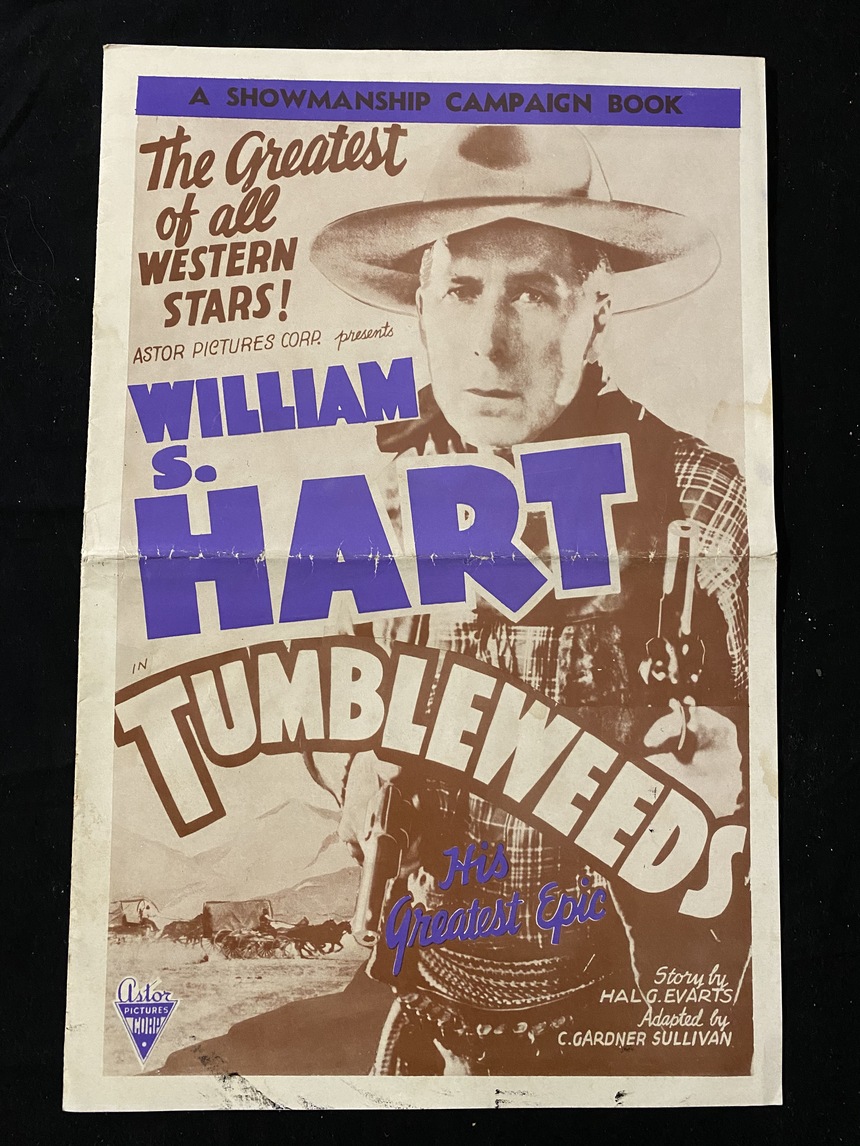 A SHOWMANSHIP CAMPAIGN BOOK
The Greatest
of all
WESTERN
STARS!
ASTOR PICTURES CORP. presents
WILLIAM
S.
HART
IN
TUMBLEWEEDS
His
Greatest Epic
Story by
HAL G. EVARTS
Adapted by
C. GARDNER SULLIVAN
Astor
PICTURES
CORP.